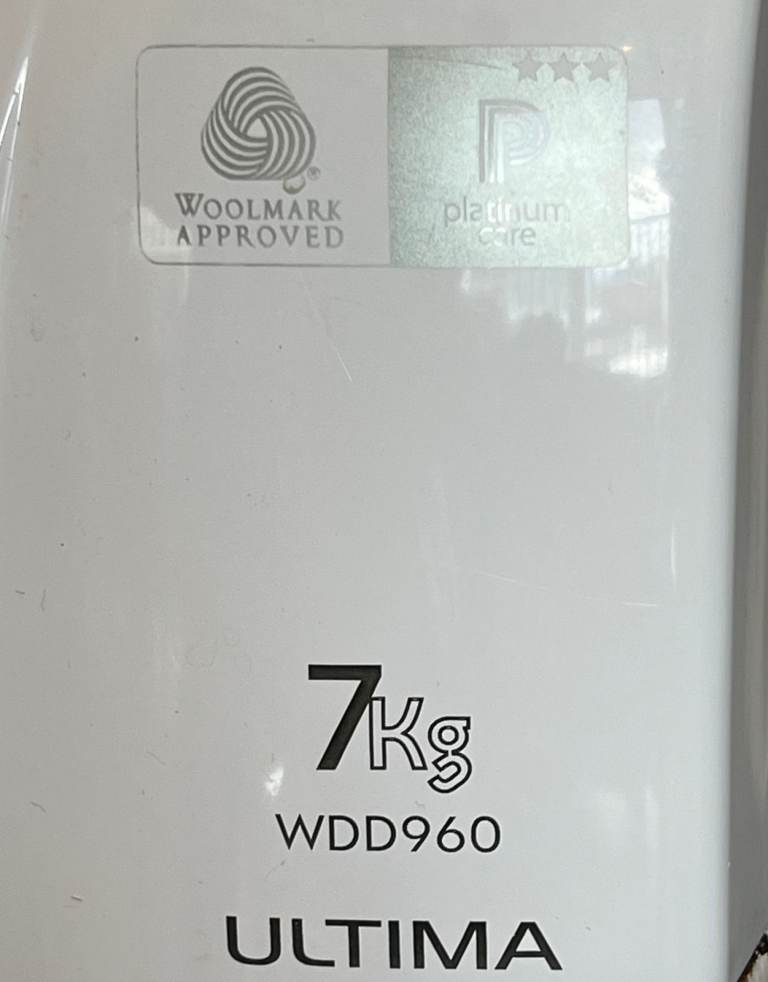 WOOLMARK
APPROVED
P
platinum
care
7Kg
WDD960
ULTIMA